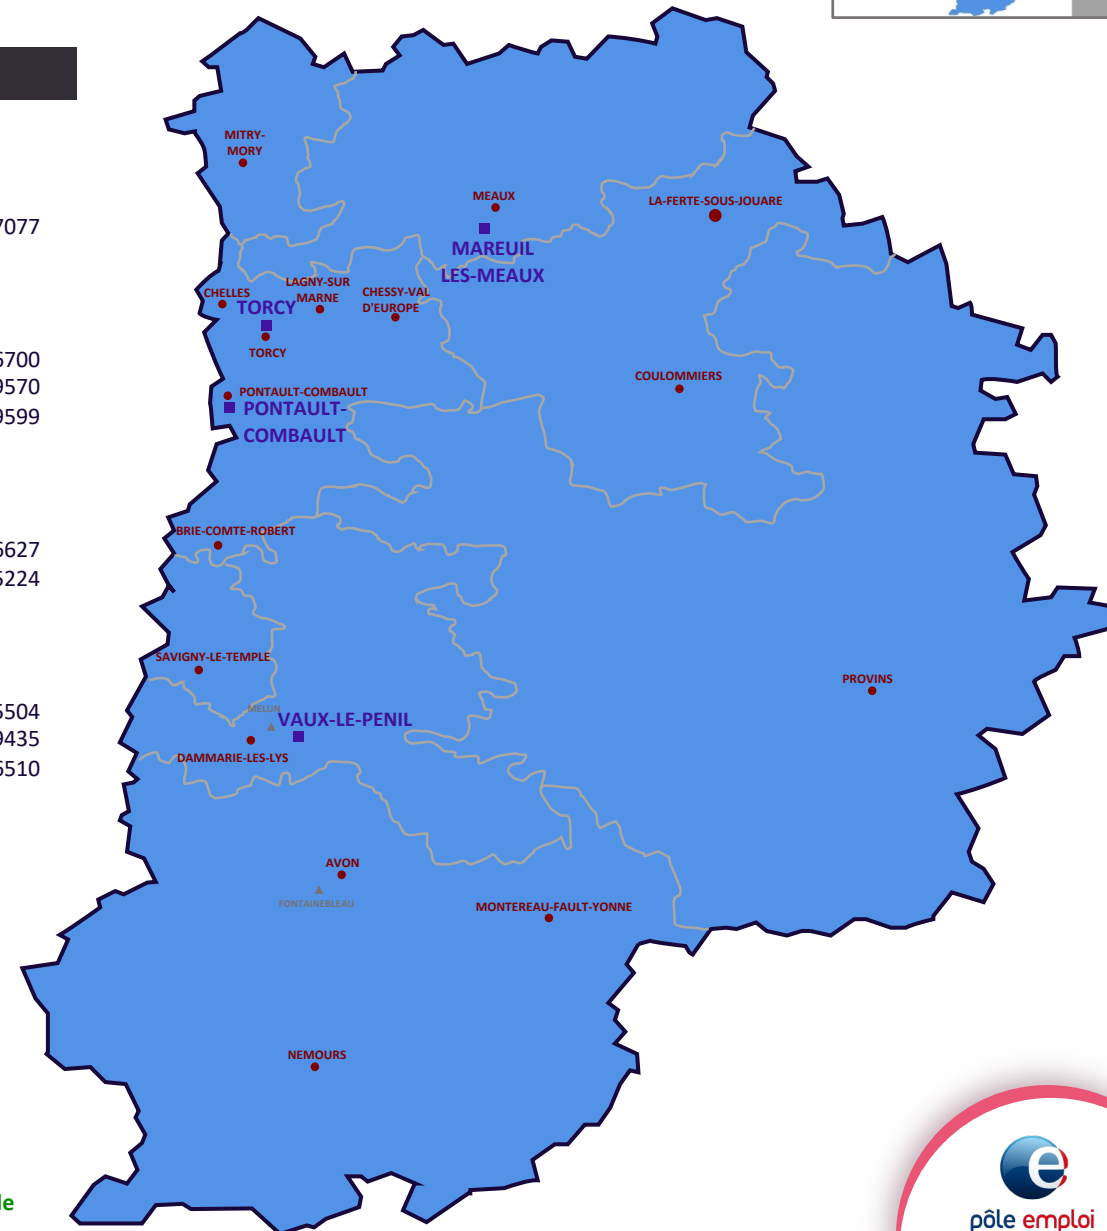 MITRY-
MORY
MEAUX
LA-FERTE-SOUS-JOUARE
7077
MAREUIL
LES-MEAUX
CHELLES
LAGNY-SUR
MARNE
CHESSY-VAL
D'EUROPE
TORCY
TORCY
COULOMMIERS
PONTAULT-COMBAULT
PONTAULT-
COMBAULT
5700
9570
9599
BRIE-COMTE-ROBERT
5627
5224
SAVIGNY-LE-TEMPLE
PROVINS
MELUN
VAUX-LE-PENIL
5504
9435
5510
DAMMARIE-LES-LYS
AVON
FONTAINEBLEAU
MONTEREAU-FAULT-YONNE
NEMOURS
e
pôle emploi